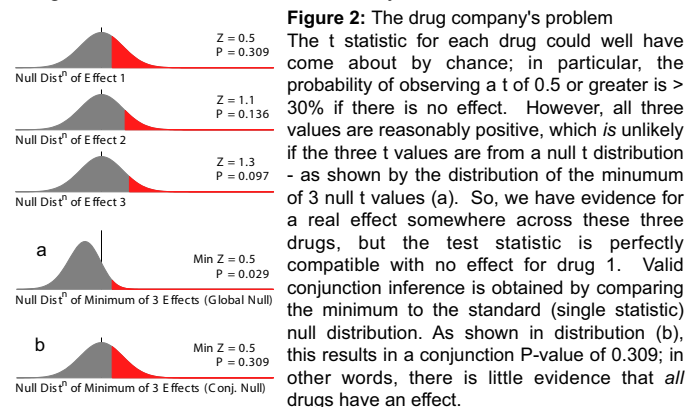 Z = 0.5
P = 0.309
Null Distⁿ of Effect 1
Z = 1.1
P = 0.136
Null Distⁿ of Effect 2
Z = 1.3
P = 0.097
Null Distⁿ of Effect 3
a
Min Z = 0.5
P = 0.029
Null Distⁿ of Minimum of 3 Effects (Global Null)
b
Min Z = 0.5
P = 0.309
Null Distⁿ of Minimum of 3 Effects (Conj. Null)
Figure 2: The drug company's problem
The t statistic for each drug could well have
come about by chance; in particular, the
probability of observing a t of 0.5 or greater is >
30% if there is no effect. However, all three
values are reasonably positive, which is unlikely
if the three t values are from a null t distribution
- as shown by the distribution of the minumum
of 3 null t values (a). So, we have evidence for
a real effect somewhere across these three
drugs, but the test statistic is perfectly
compatible with no effect for drug 1. Valid
conjunction inference is obtained by comparing
the minimum to the standard (single statistic)
null distribution. As shown in distribution (b),
this results in a conjunction P-value of 0.309; in
other words, there is little evidence that all
drugs have an effect.